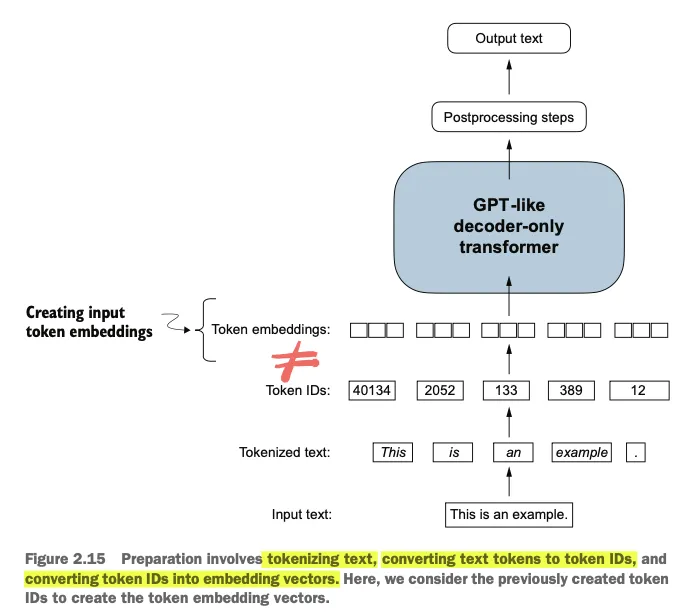 Output text
Postprocessing steps
GPT-like
decoder-only
transformer
Creating input
token embeddings
Token embeddings:
≠
Token IDs: 40134 2052 133 389 12
Tokenized text: This is an example .
Input text: This is an example.
Figure 2.15 Preparation involves tokenizing text, converting text tokens to token IDs, and
converting token IDs into embedding vectors. Here, we consider the previously created token
IDs to create the token embedding vectors.